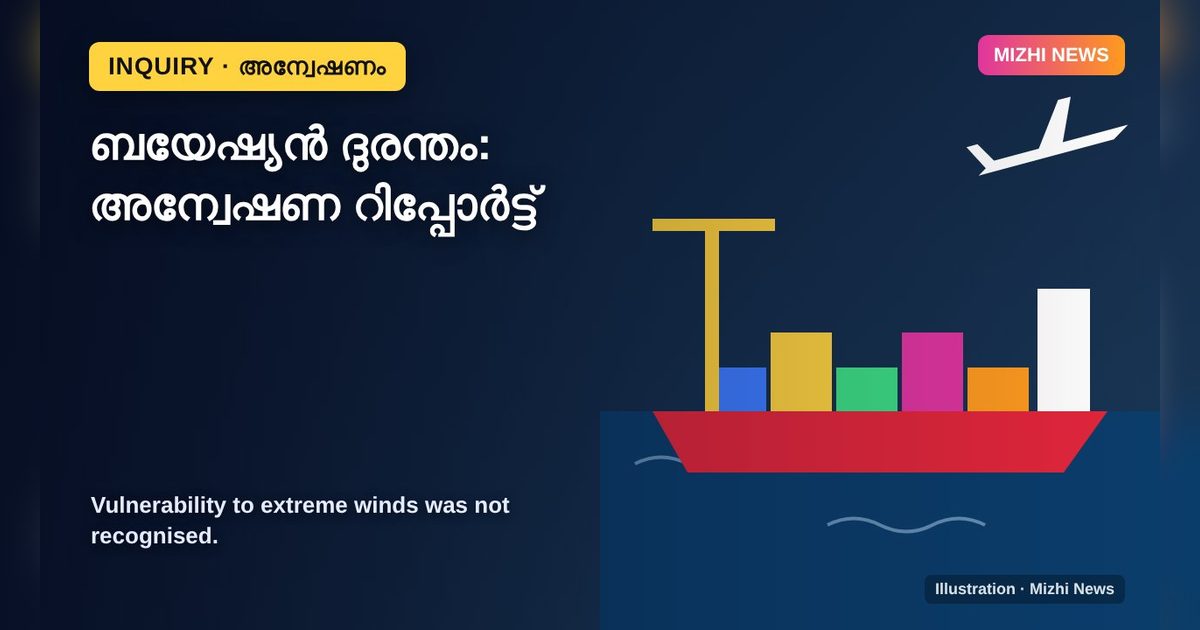 INQUIRY · അന്വേഷണം
MIZHI NEWS
ബയേഷ്യൻ ദുരന്തം:
അന്വേഷണ റിപ്പോർട്ട്
Vulnerability to extreme winds was not
recognised.
Illustration · Mizhi News